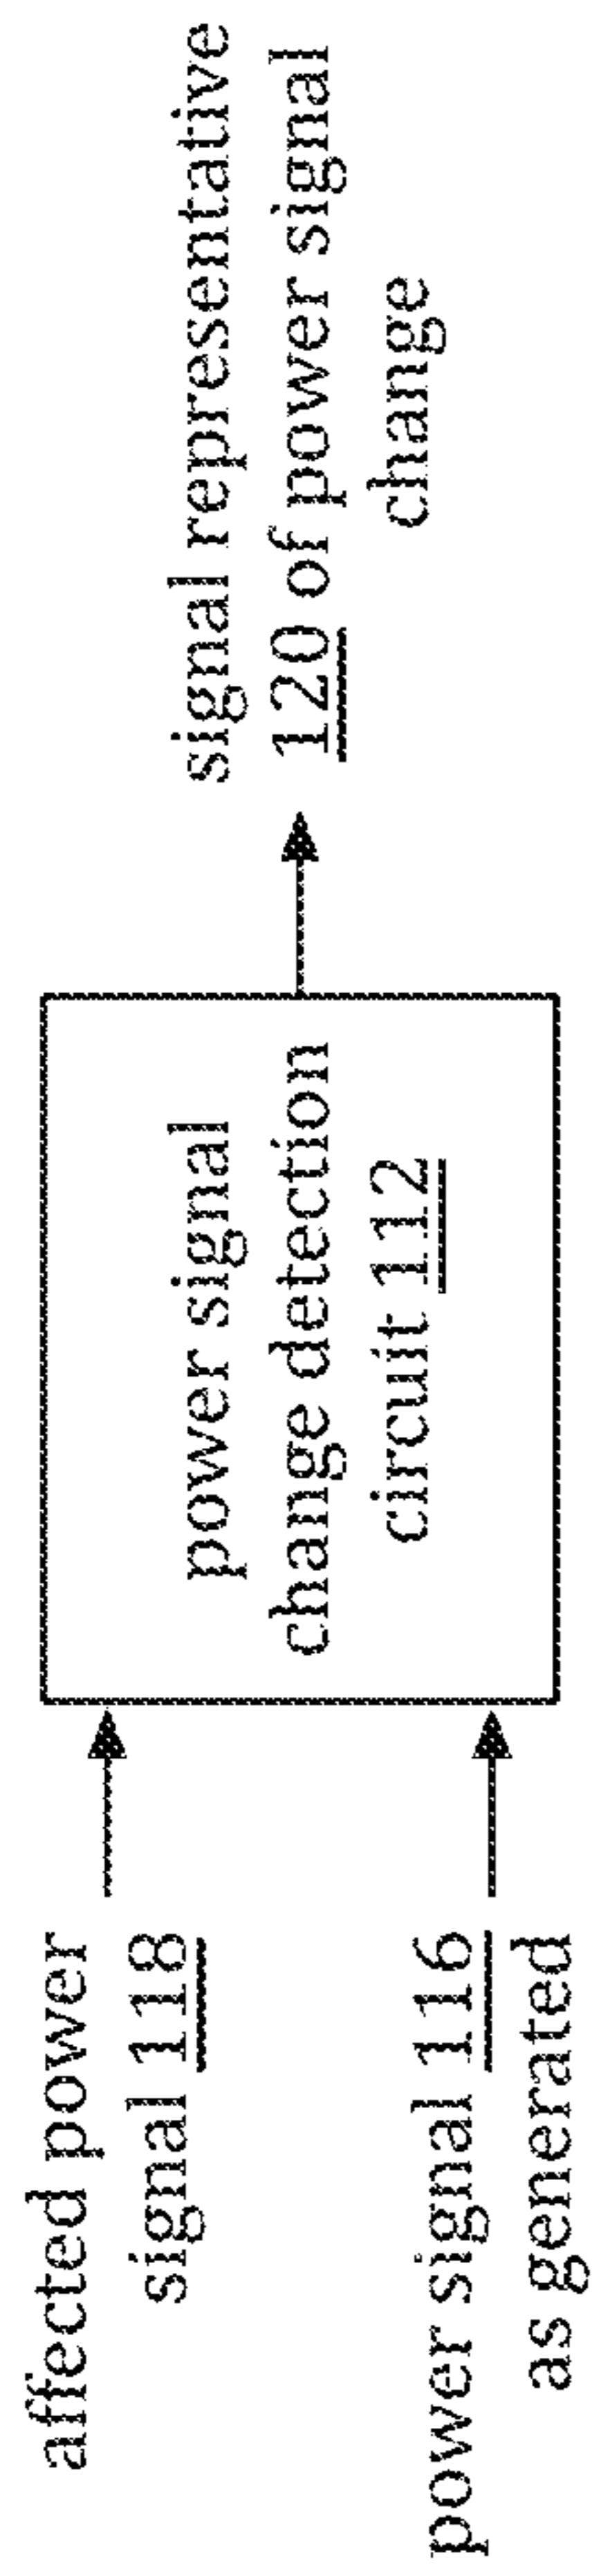 affected power
signal 118
power signal 116
as generated
power signal
change detection
circuit 112
signal representative
120 of power signal
change